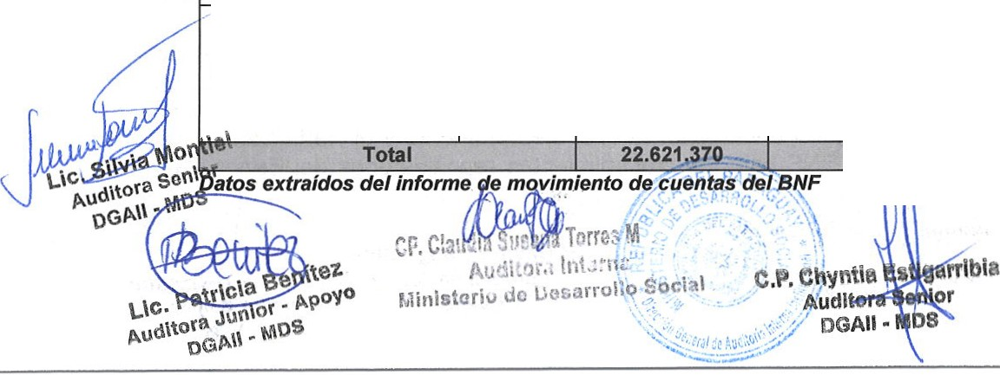 Total 22.621.370
Datos extraídos del informe de movimiento de cuentas del BNF
Lic. Silvia Montiel
Auditora Senior
DGAII - MDS
Benitez
Lic. Patricia Benítez
Auditora Junior - Apoyo
DGAII - MDS
CP. Claudia Susana Torres M
Auditora Interna
Ministerio de Desarrollo Social
REPUBLICA DEL PARAGUAY
MINISTERIO DE DESARROLLO SOCIAL
Dirección General de Auditoría Interna
C.P. Chyntia Estigarribia
Auditora Senior
DGAII - MDS